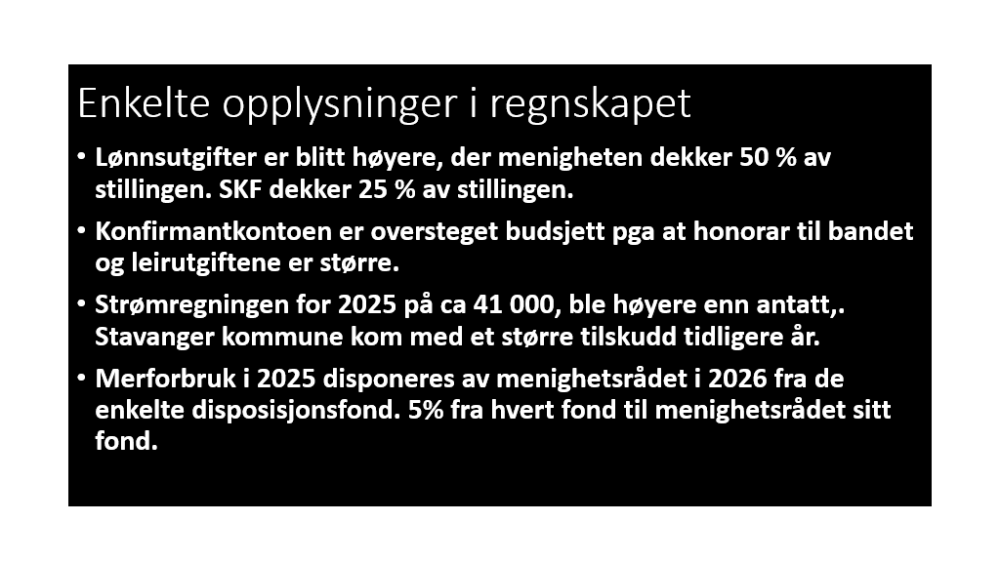 Enkelte opplysninger i regnskapet
• Lønnsutgifter er blitt høyere, der menigheten dekker 50 % av
stillingen. SKF dekker 25 % av stillingen.
• Konfirmantkontoen er oversteget budsjett pga at honorar til bandet
og leirutgiftene er større.
• Strømregningen for 2025 på ca 41 000, ble høyere enn antatt,.
Stavanger kommune kom med et større tilskudd tidligere år.
• Merforbruk i 2025 disponeres av menighetsrådet i 2026 fra de
enkelte disposisjonsfond. 5% fra hvert fond til menighetsrådet sitt
fond.